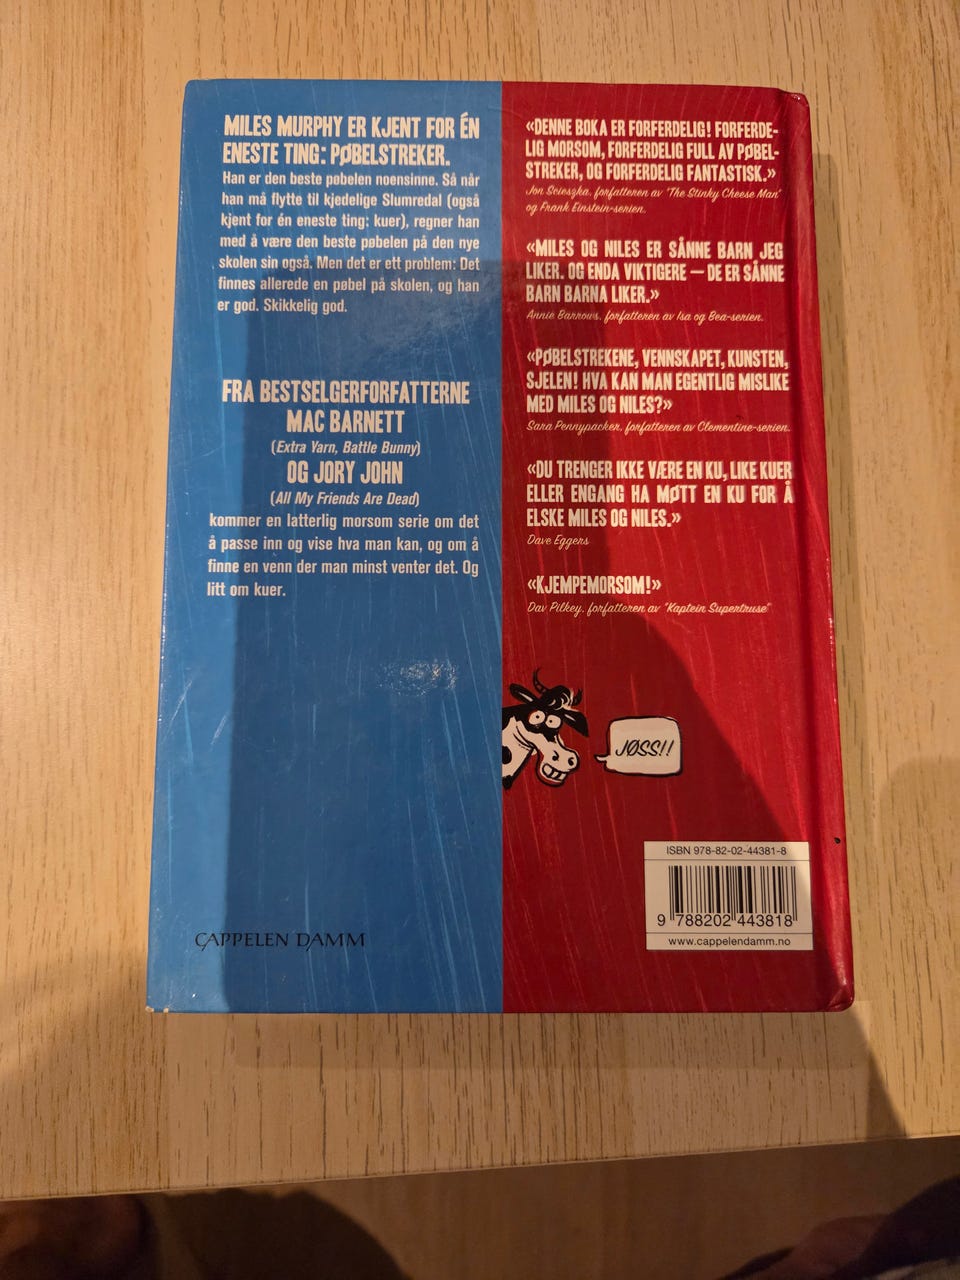 MILES MURPHY ER KJENT FOR ÉN
ENESTE TING: PØBELSTREKER.
Han er den beste pøbelen noensinne. Så når
han må flytte til kjedelige Slumredal (også
kjent for én eneste ting: kuer), regner han
med å være den beste pøbelen på den nye
skolen sin også. Men det er ett problem: Det
finnes allerede en pøbel på skolen, og han
er god. Skikkelig god.
FRA BESTSELGERFORFATTERNE
MAC BARNETT
(Extra Yarn, Battle Bunny)
OG JORY JOHN
(All My Friends Are Dead)
kommer en latterlig morsom serie om det
å passe inn og vise hva man kan, og om å
finne en venn der man minst venter det. Og
litt om kuer.
CAPPELEN DAMM
«DENNE BOKA ER FORFERDELIG! FORFERDE-
LIG MORSOM, FORFERDELIG FULL AV PØBEL-
STREKER, OG FORFERDELIG FANTASTISK.»
Jon Scieszka, forfatteren av "The Stinky Cheese Man"
og Frank Einstein-serien.
«MILES OG NILES ER SÅNNE BARN JEG
LIKER. OG ENDA VIKTIGERE — DE ER SÅNNE
BARN BARNA LIKER.»
Annie Barrows, forfatteren av Isa og Bea-serien.
«PØBELSTREKENE, VENNSKAPET, KUNSTEN,
SJELEN! HVA KAN MAN EGENTLIG MISLIKE
MED MILES OG NILES?»
Sara Pennypacker, forfatteren av Clementine-serien.
«DU TRENGER IKKE VÆRE EN KU, LIKE KUER
ELLER ENGANG HA MØTT EN KU FOR Å
ELSKE MILES OG NILES.»
Dave Eggers
«KJEMPEMORSOM!»
Dav Pilkey, forfatteren av "Kaptein Supertruse"
JØSS!!
ISBN 978-82-02-44381-8
9 788202 443818
www.cappelendamm.no